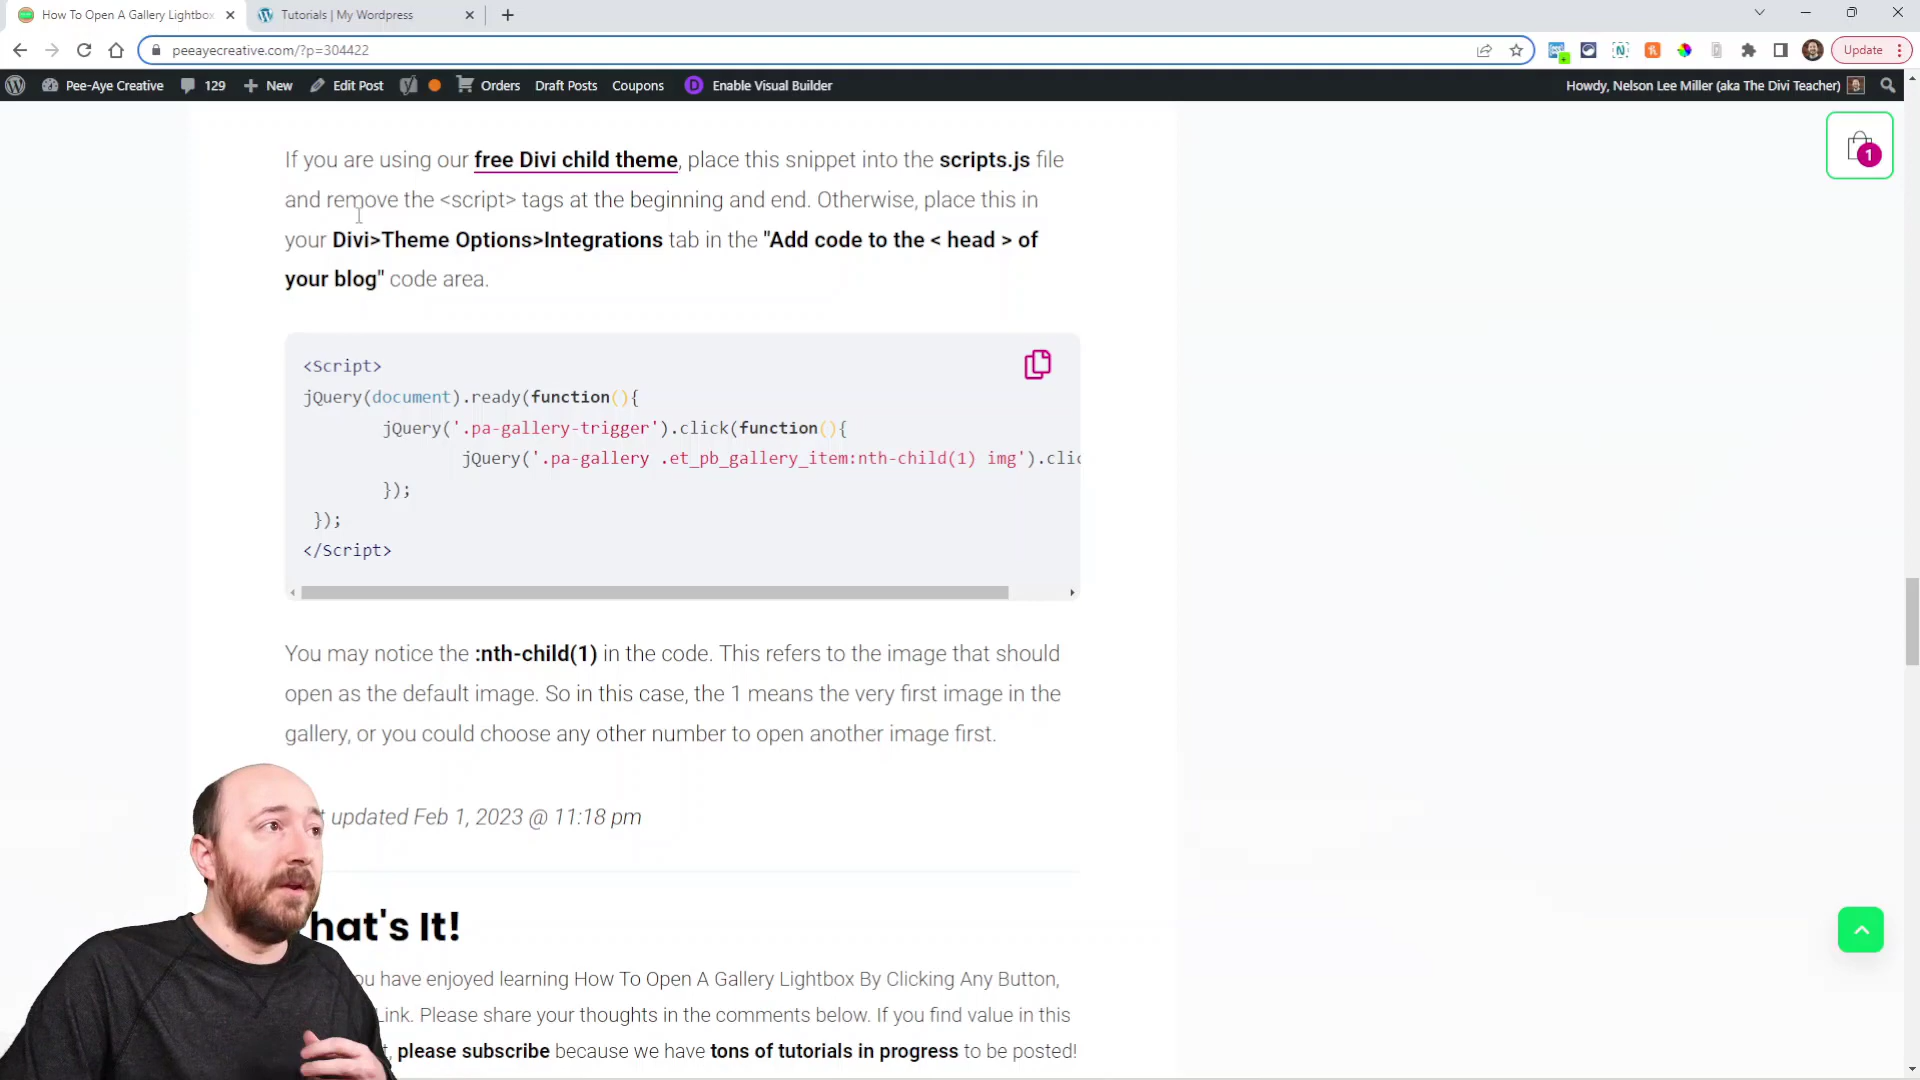 How To Open A Gallery Lightbox
Tutorials | My Wordpress
peeayecreative.com/?p=304422
Update
Pee-Aye Creative 129 New Edit Post Orders Draft Posts Coupons D Enable Visual Builder Howdy, Nelson Lee Miller (aka The Divi Teacher)
1
If you are using our free Divi child theme, place this snippet into the scripts.js file
and remove the <script> tags at the beginning and end. Otherwise, place this in
your Divi>Theme Options>Integrations tab in the "Add code to the < head > of
your blog" code area.
<Script>
jQuery(document).ready(function(){
jQuery('.pa-gallery-trigger').click(function(){
jQuery('.pa-gallery .et_pb_gallery_item:nth-child(1) img').clic
});
});
</Script>
You may notice the :nth-child(1) in the code. This refers to the image that should
open as the default image. So in this case, the 1 means the very first image in the
gallery, or you could choose any other number to open another image first.
updated Feb 1, 2023 @ 11:18 pm
hat's It!
ou have enjoyed learning How To Open A Gallery Lightbox By Clicking Any Button,
Link. Please share your thoughts in the comments below. If you find value in this
please subscribe because we have tons of tutorials in progress to be posted!